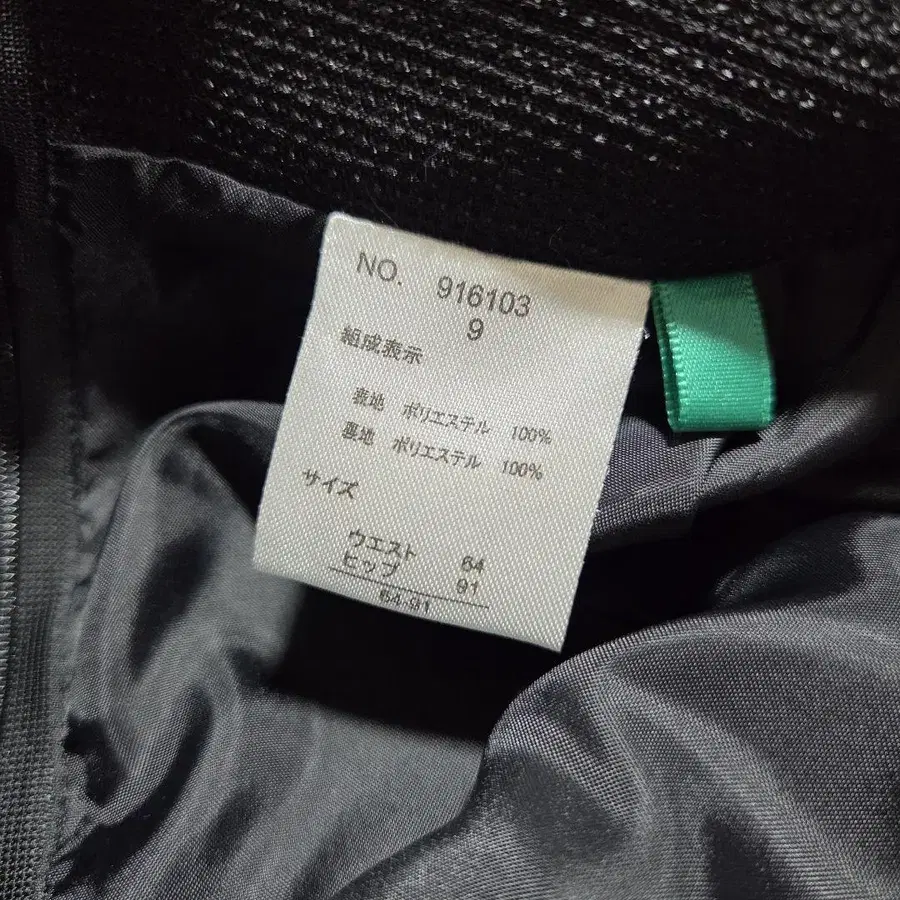 NO. 916103
9
組成表示
表地 ポリエステル 100%
裏地 ポリエステル 100%
サイズ
ウエスト 64
ヒップ 91
64-91